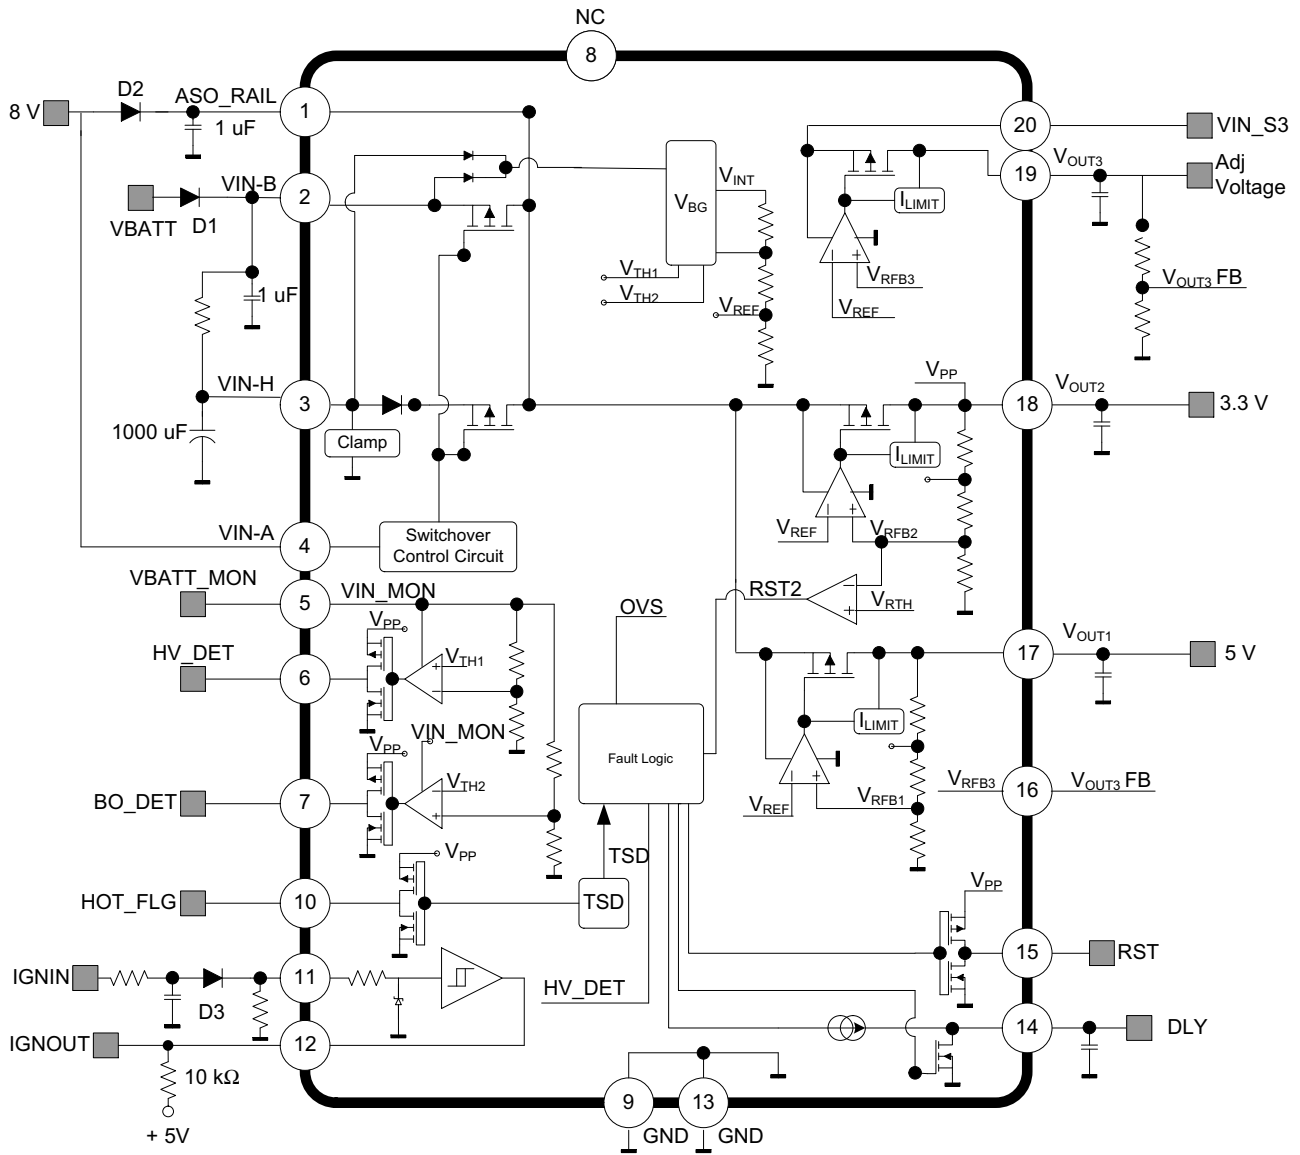 NC
8
D2
8 V
ASO_RAIL
1
1 uF
20
VIN_S3
VIN-B
2
VBATT
D1
1 uF
VINT
VBG
VTH1
VTH2
VREF
ILIMIT
VRFB3
VREF
19
VOUT3
Adj
Voltage
VOUT3 FB
VIN-H
3
1000 uF
Clamp
VPP
18
VOUT2
3.3 V
ILIMIT
VREF
VRFB2
VIN-A
4
Switchover
Control Circuit
RST2
VRTH
VBATT_MON
5
VIN_MON
OVS
VPP
HV_DET
6
VTH1
17
VOUT1
5 V
ILIMIT
VIN_MON
VPP
Fault Logic
BO_DET
7
VTH2
VREF
VRFB1
VRFB3
16
VOUT3 FB
TSD
VPP
HOT_FLG
10
TSD
VPP
15
RST
IGNIN
D3
11
HV_DET
14
DLY
IGNOUT
12
10 kΩ
+ 5V
9
13
GND
GND